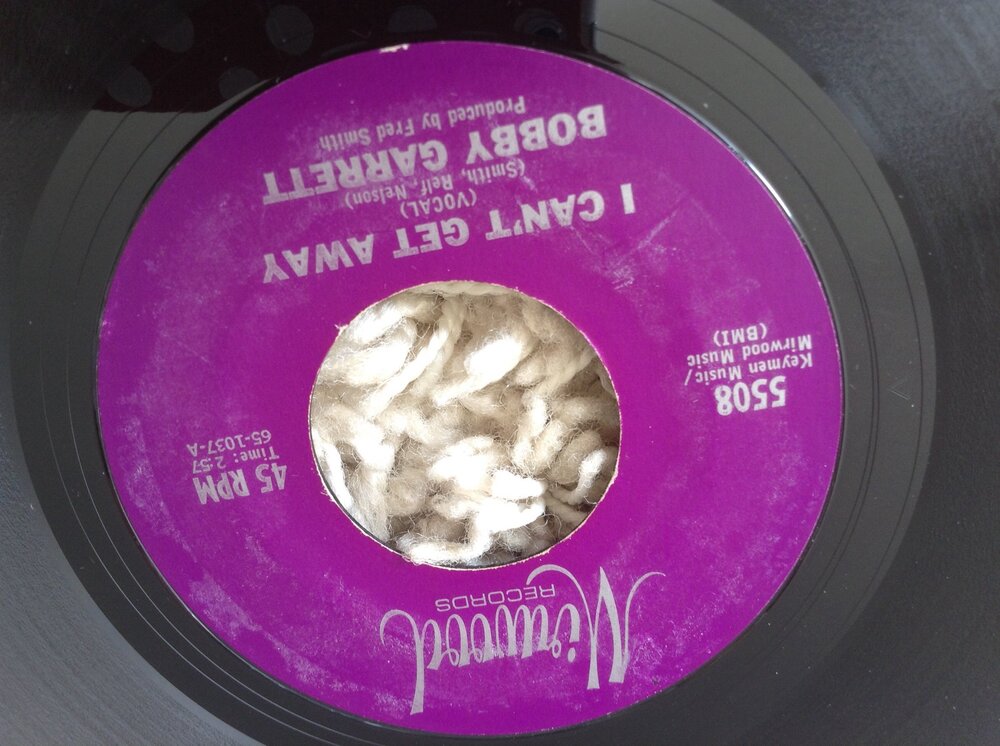 Mirwood
RECORDS
5508
Keymen Music/
Mirwood Music
(BMI)
45 RPM
Time: 2:57
65-1037-A
I CAN'T GET AWAY
(VOCAL)
(Smith, Relf, Nelson)
BOBBY GARRETT
Produced by Fred Smith